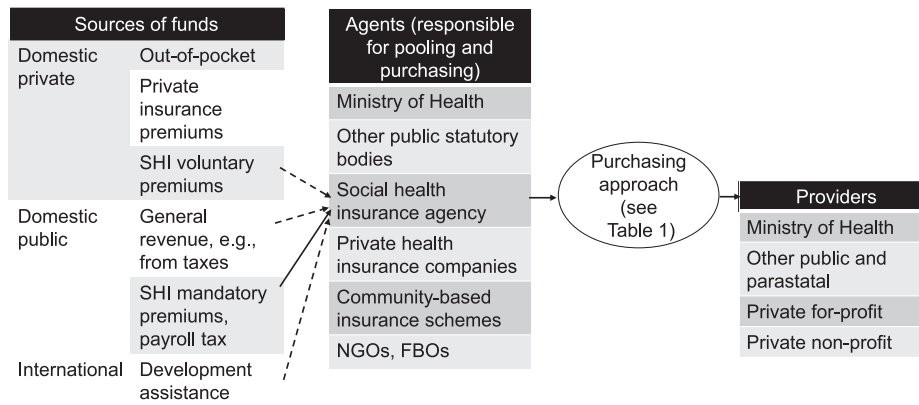 Sources of funds
Domestic
private
Out-of-pocket
Private
insurance
premiums
SHI voluntary
premiums
Domestic
public
General
revenue, e.g.,
from taxes
SHI mandatory
premiums,
payroll tax
International
Development
assistance
Agents (responsible
for pooling and
purchasing)
Ministry of Health
Other public statutory
bodies
Social health
insurance agency
Private health
insurance companies
Community-based
insurance schemes
NGOs, FBOs
Purchasing
approach
(see
Table 1)
Providers
Ministry of Health
Other public and
parastatal
Private for-profit
Private non-profit